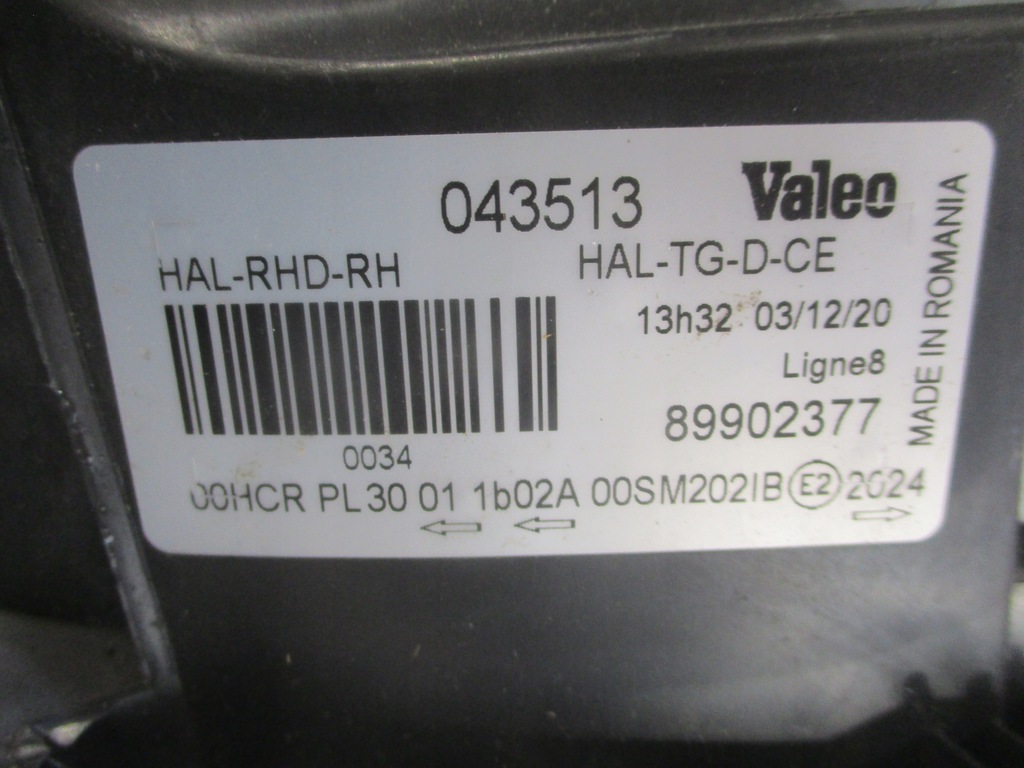 043513
Valeo
HAL-RHD-RH
HAL-TG-D-CE
13h32 03/12/20
Ligne8
89902377
MADE IN ROMANIA
0034
00HCR PL30 01 1b02A 00SM202IB E2 2024